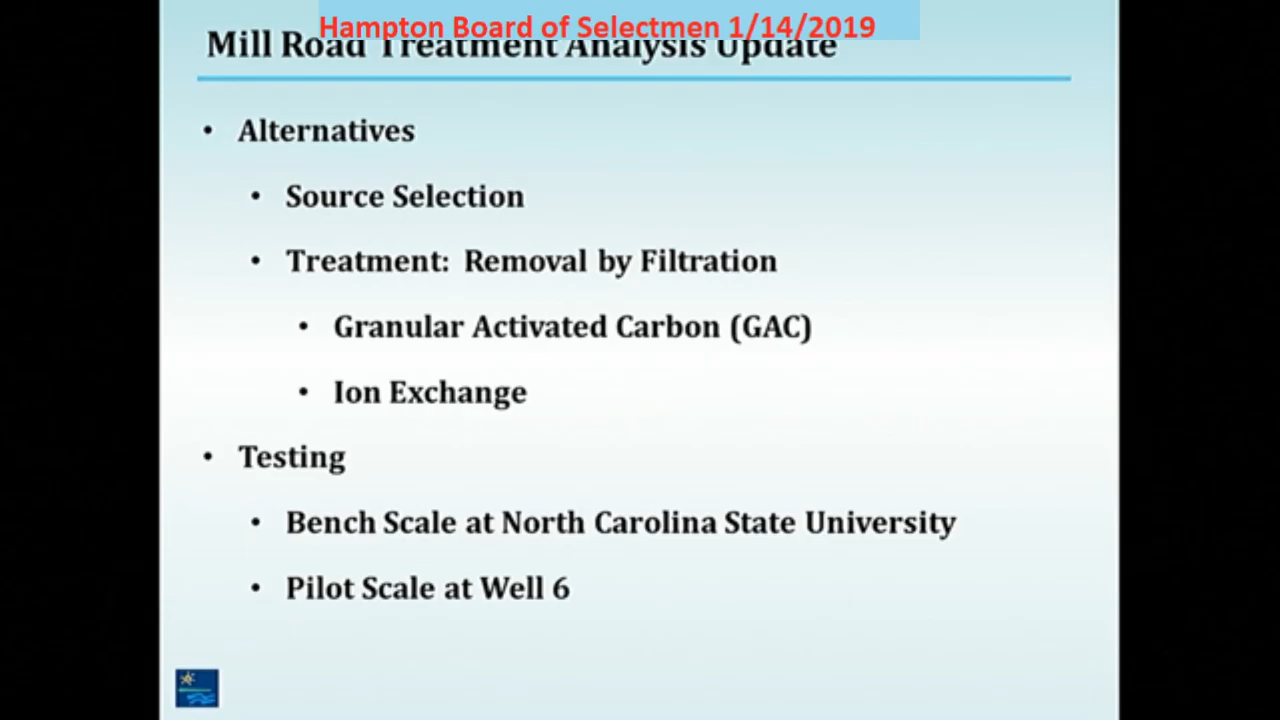 Hampton Board of Selectmen 1/14/2019
Mill Road Treatment Analysis Update
• Alternatives
• Source Selection
• Treatment: Removal by Filtration
• Granular Activated Carbon (GAC)
• Ion Exchange
• Testing
• Bench Scale at North Carolina State University
• Pilot Scale at Well 6